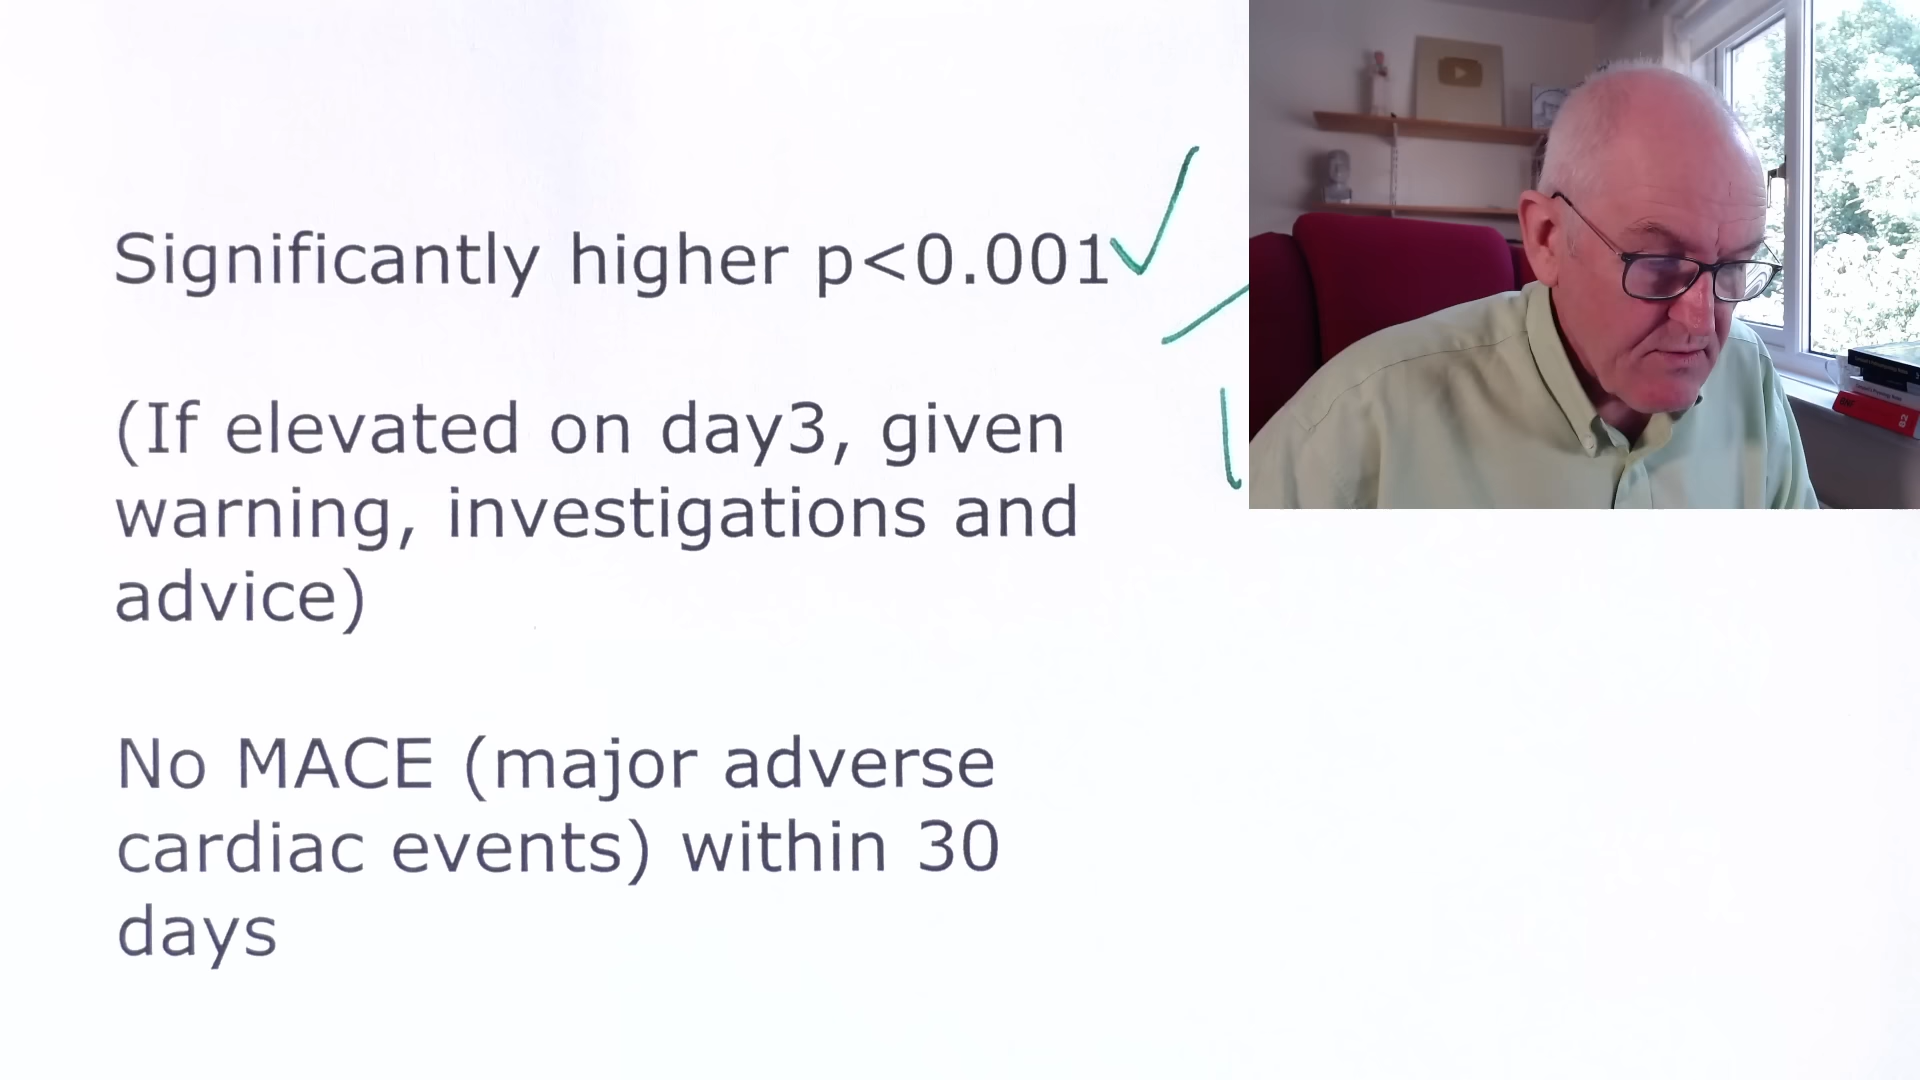 Significantly higher p<0.001
(If elevated on day3, given
warning, investigations and
advice)
No MACE (major adverse
cardiac events) within 30
days